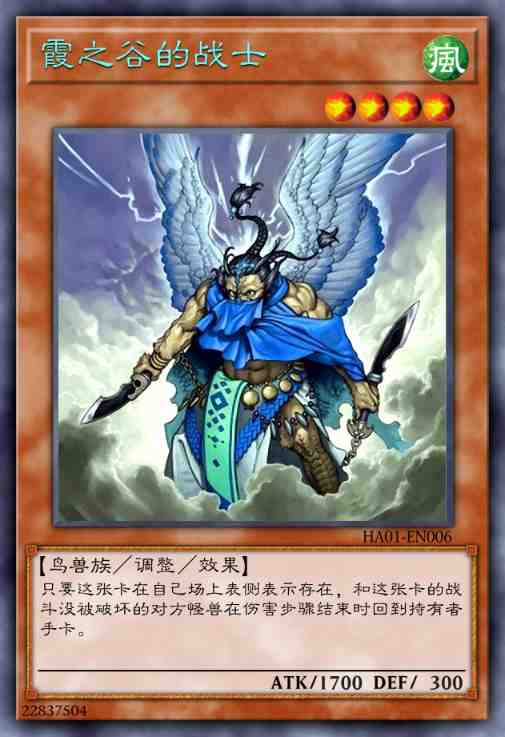 霞之谷的战士
風
HA01-EN006
【鸟兽族／调整／效果】
只要这张卡在自己场上表侧表示存在，和这张卡的战
斗没被破坏的对方怪兽在伤害步骤结束时回到持有者
手卡。
ATK/1700 DEF/ 300
22837504